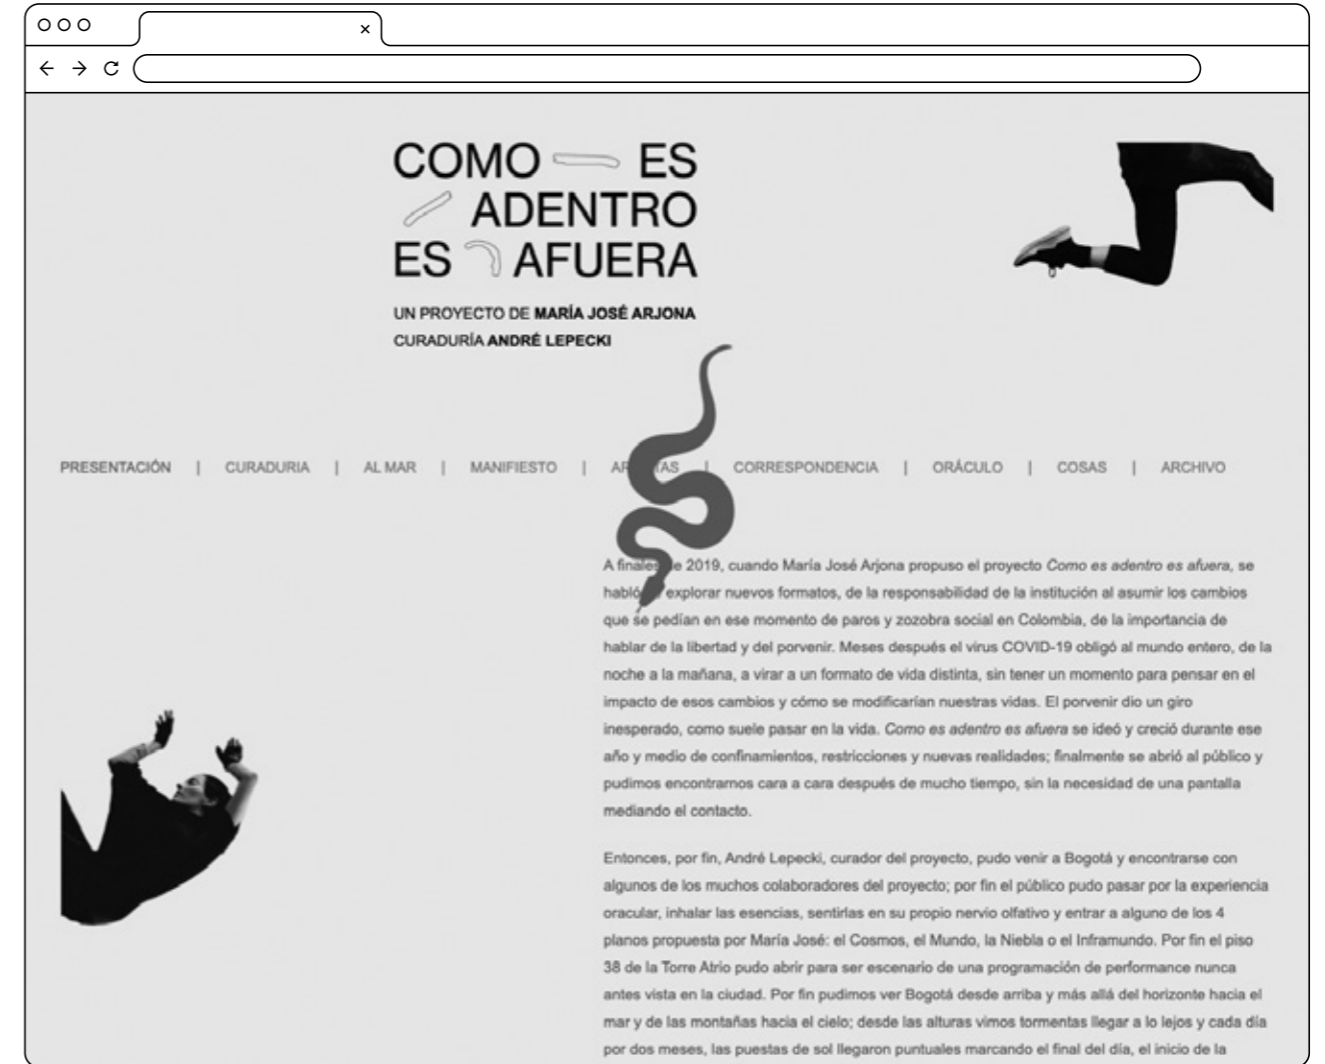 COMO ES
ADENTRO
ES AFUERA
UN PROYECTO DE MARÍA JOSÉ ARJONA
CURADURÍA ANDRÉ LEPECKI
PRESENTACIÓN | CURADURIA | AL MAR | MANIFIESTO | | CORRESPONDENCIA | ORÁCULO | COSAS | ARCHIVO
A finales de 2019, cuando María José Arjona propuso el proyecto Como es adentro es afuera, se
habló explorar nuevos formatos, de la responsabilidad de la institución al asumir los cambios
que se pedían en ese momento de paros y zozobra social en Colombia, de la importancia de
hablar de la libertad y del porvenir. Meses después el virus COVID-19 obligó al mundo entero, de la
noche a la mañana, a virar a un formato de vida distinta, sin tener un momento para pensar en el
impacto de esos cambios y cómo se modificarían nuestras vidas. El porvenir dio un giro
inesperado, como suele pasar en la vida. Como es adentro es afuera se ideó y creció durante ese
año y medio de confinamientos, restricciones y nuevas realidades; finalmente se abrió al público y
pudimos encontrarnos cara a cara después de mucho tiempo, sin la necesidad de una pantalla
mediando el contacto.
Entonces, por fin, André Lepecki, curador del proyecto, pudo venir a Bogotá y encontrarse con
algunos de los muchos colaboradores del proyecto; por fin el público pudo pasar por la experiencia
oracular, inhalar las esencias, sentirlas en su propio nervio olfativo y entrar a alguno de los 4
planos propuesta por María José: el Cosmos, el Mundo, la Niebla o el Inframundo. Por fin el piso
38 de la Torre Atrio pudo abrir para ser escenario de una programación de performance nunca
antes vista en la ciudad. Por fin pudimos ver Bogotá desde arriba y más allá del horizonte hacia el
mar y de las montañas hacia el cielo; desde las alturas vimos tormentas llegar a lo lejos y cada día
por dos meses, las puestas de sol llegaron puntuales marcando el final del día, el inicio de la